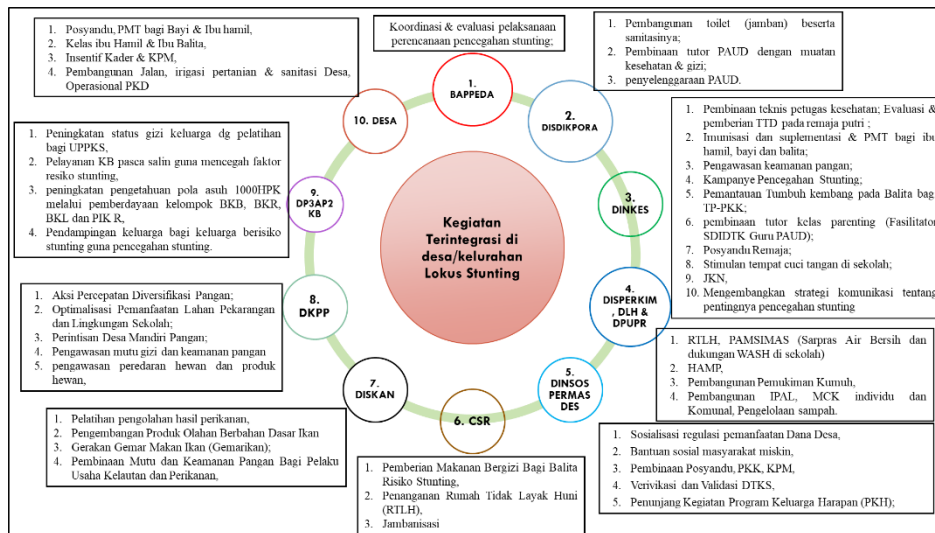 Koordinasi & evaluasi pelaksanaan
perencanaan pencegahan stunting;
1.
BAPPEDA
1. Pembangunan toilet (jamban) beserta
sanitasinya;
2. Pembinaan tutor PAUD dengan muatan
kesehatan & gizi;
3. penyelenggaraan PAUD.
2.
DISDIKPORA
1. Pembinaan teknis petugas kesehatan; Evaluasi &
pemberian TTD pada remaja putri ;
2. Imunisasi dan suplementasi & PMT bagi ibu
hamil, bayi dan balita;
3. Pengawasan keamanan pangan;
4. Kampanye Pencegahan Stunting;
5. Pemantauan Tumbuh kembang pada Balita bagi
TP-PKK;
6. pembinan tutor kelas parenting (Fasilitator
SDIDTK Guru PAUD);
7. Posyandu Remaja;
8. Stimulan tempat cuci tangan di sekolah;
9. JKN,
10. Mengembangkan strategi komunikasi tentang
pentingnya pencegahan stunting
3.
DINKES
4.
DISPERKIM
, DLH &
DPUPR
1. RTLH, PAMSIMAS (Sarpras Air Bersih dan
dukungan WASH di sekolah)
2. HAMP,
3. Pembangunan Pemukiman Kumuh,
4. Pembangunan IPAL, MCK individu dan
Komunal, Pengelolaan sampah.
5.
DINSOS
PERMAS
DES
1. Sosialisasi regulasi pemanfaatan Dana Desa,
2. Bantuan sosial masyarakat miskin,
3. Pembinaan Posyandu, PKK, KPM,
4. Verivikasi dan Validasi DTKS,
5. Penunjang Kegiatan Program Keluarga Harapan (PKH);
6. CSR
1. Pemberian Makanan Bergizi Bagi Balita
Risiko Stunting,
2. Penanganan Rumah Tidak Layak Huni
(RTLH),
3. Jambanisasi
7.
DISKAN
1. Pelatihan pengolahan hasil perikanan,
2. Pengembangan Produk Olahan Berbahan Dasar Ikan
3. Gerakan Gemar Makan Ikan (Gemarikan);
4. Pembinaan Mutu dan Keamanan Pangan Bagi Pelaku
Usaha Kelautan dan Perikanan,
8.
DKPP
1. Aksi Percepatan Diversifikasi Pangan;
2. Optimalisasi Pemanfaatan Lahan Pekarangan
dan Lingkungan Sekolah;
3. Perintisan Desa Mandiri Pangan;
4. Pengawasan mutu gizi dan keamanan pangan
5. pengawasan peredaran hewan dan produk
hewan,
9.
DP3AP2
KB
1. Peningkatan status gizi keluarga dg pelatihan
bagi UPPKS,
2. Pelayanan KB pasca salin guna mencegah faktor
risiko stunting,
3. peningkatan pengetahuan pola asuh 1000HPK
melalui pemberdayaan kelompok BKB, BKR,
BKL dan PIK R,
4. Pendampingan keluarga bagi keluarga berisiko
stunting guna pencegahan stunting.
10. DESA
1. Posyandu, PMT bagi Bayi & Ibu hamil,
2. Kelas ibu Hamil & Ibu Balita,
3. Insentif Kader & KPM,
4. Pembangunan Jalan, irigasi pertanian & sanitasi Desa,
Operasional PKD
Kegiatan
Terintegrasi di
desa/kelurahan
Lokus Stunting